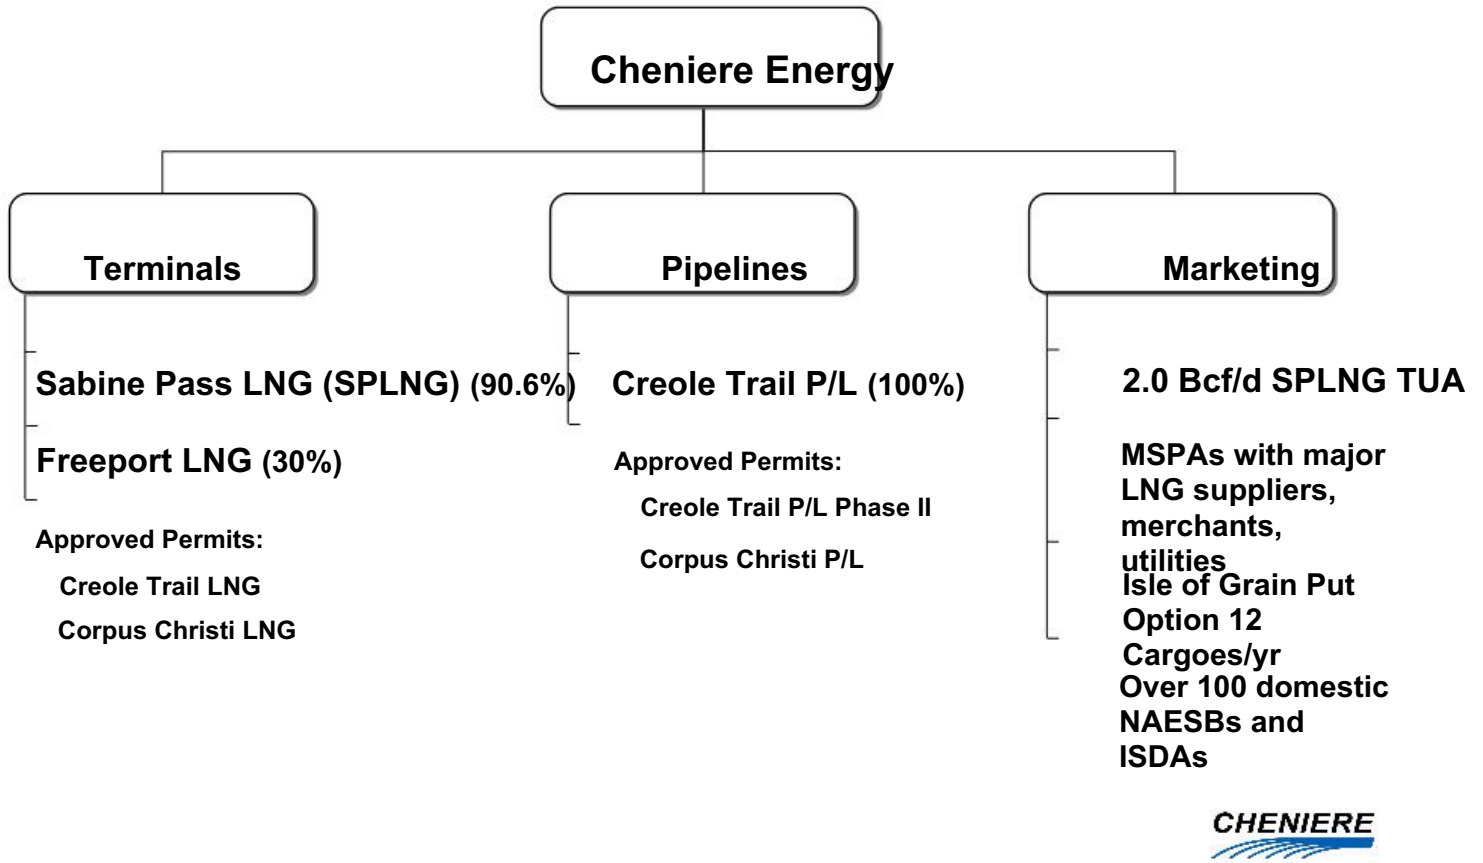 Cheniere Energy
Terminals
Sabine Pass LNG (SPLNG) (90.6%)
Freeport LNG (30%)
Approved Permits:
Creole Trail LNG
Corpus Christi LNG
Pipelines
Creole Trail P/L (100%)
Approved Permits:
Creole Trail P/L Phase II
Corpus Christi P/L
Marketing
2.0 Bcf/d SPLNG TUA
MSPAs with major
LNG suppliers,
merchants,
utilities
Isle of Grain Put
Option 12
Cargoes/yr
Over 100 domestic
NAESBs and
ISDAs
CHENIERE